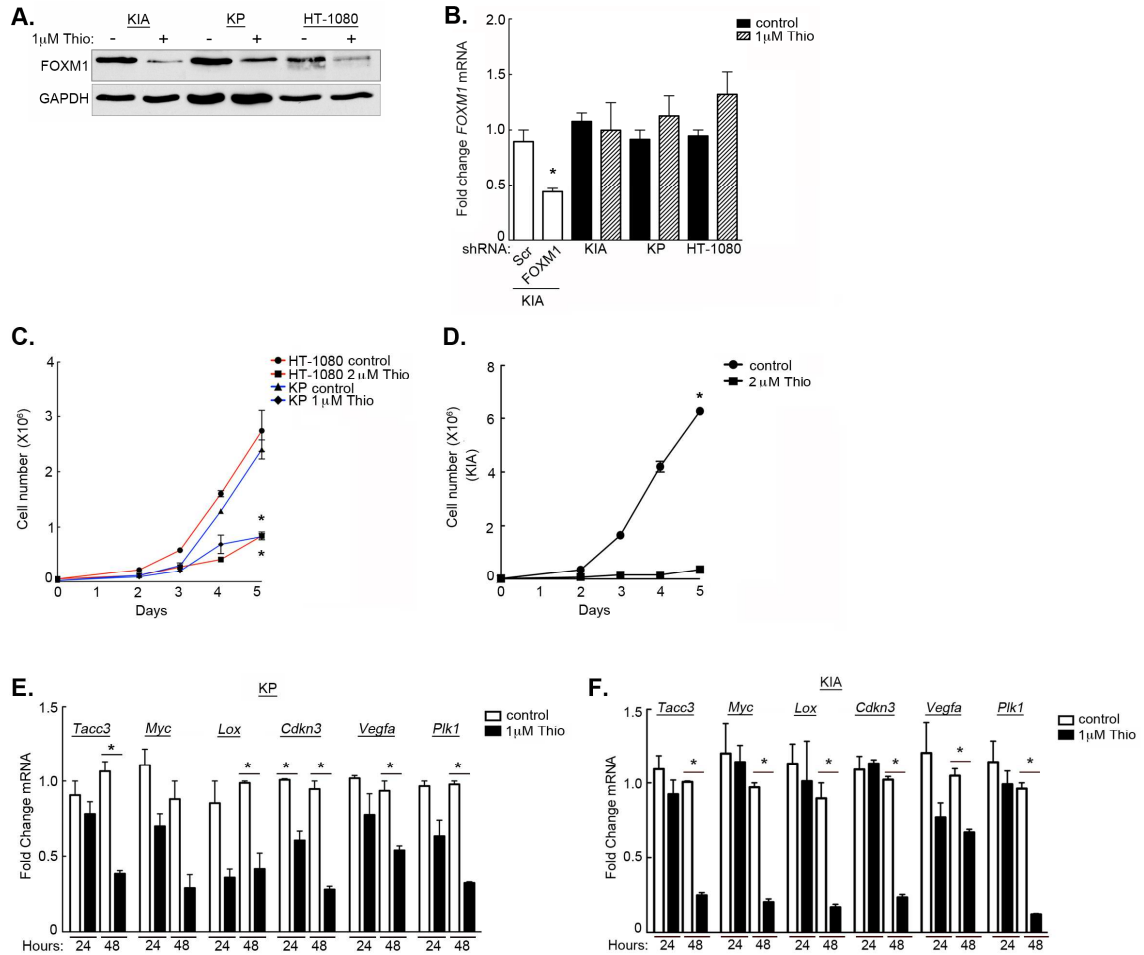 A.
KIA KP HT-1080
1μM Thio: - + - + - +
FOXM1
GAPDH
B.
Fold change FOXM1 mRNA
2.0
1.5
1.0
0.5
0
control
1μM Thio
shRNA: Scr FOXM1 KIA KP HT-1080
KIA
C.
Cell number (X10⁶)
4
3
2
1
0
0 1 2 3 4 5
Days
HT-1080 control
HT-1080 2μM Thio
KP control
KP 1μM Thio
*
*
D.
Cell number (X10⁶)
(KIA)
8
6
4
2
0
0 1 2 3 4 5
Days
control
2μM Thio
*
E.
KP
Fold Change mRNA
1.5
1.0
0.5
0
Tacc3 Myc Lox Cdkn3 Vegfa Plk1
* * * * * *
control
1μM Thio
Hours: 24 48 24 48 24 48 24 48 24 48 24 48
F.
KIA
Fold Change mRNA
1.5
1.0
0.5
0
Tacc3 Myc Lox Cdkn3 Vegfa Plk1
* * * * * *
control
1μM Thio
Hours: 24 48 24 48 24 48 24 48 24 48 24 48